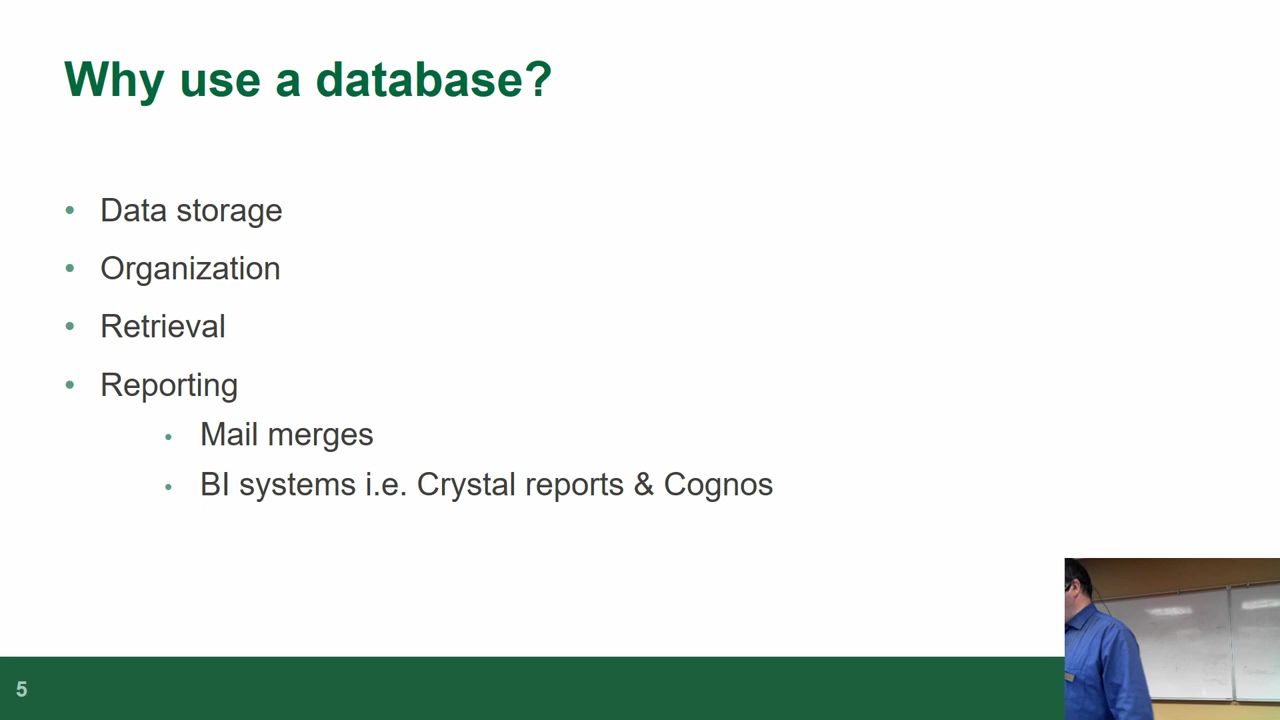 Why use a database?
• Data storage
• Organization
• Retrieval
• Reporting
• Mail merges
• BI systems i.e. Crystal reports & Cognos
5